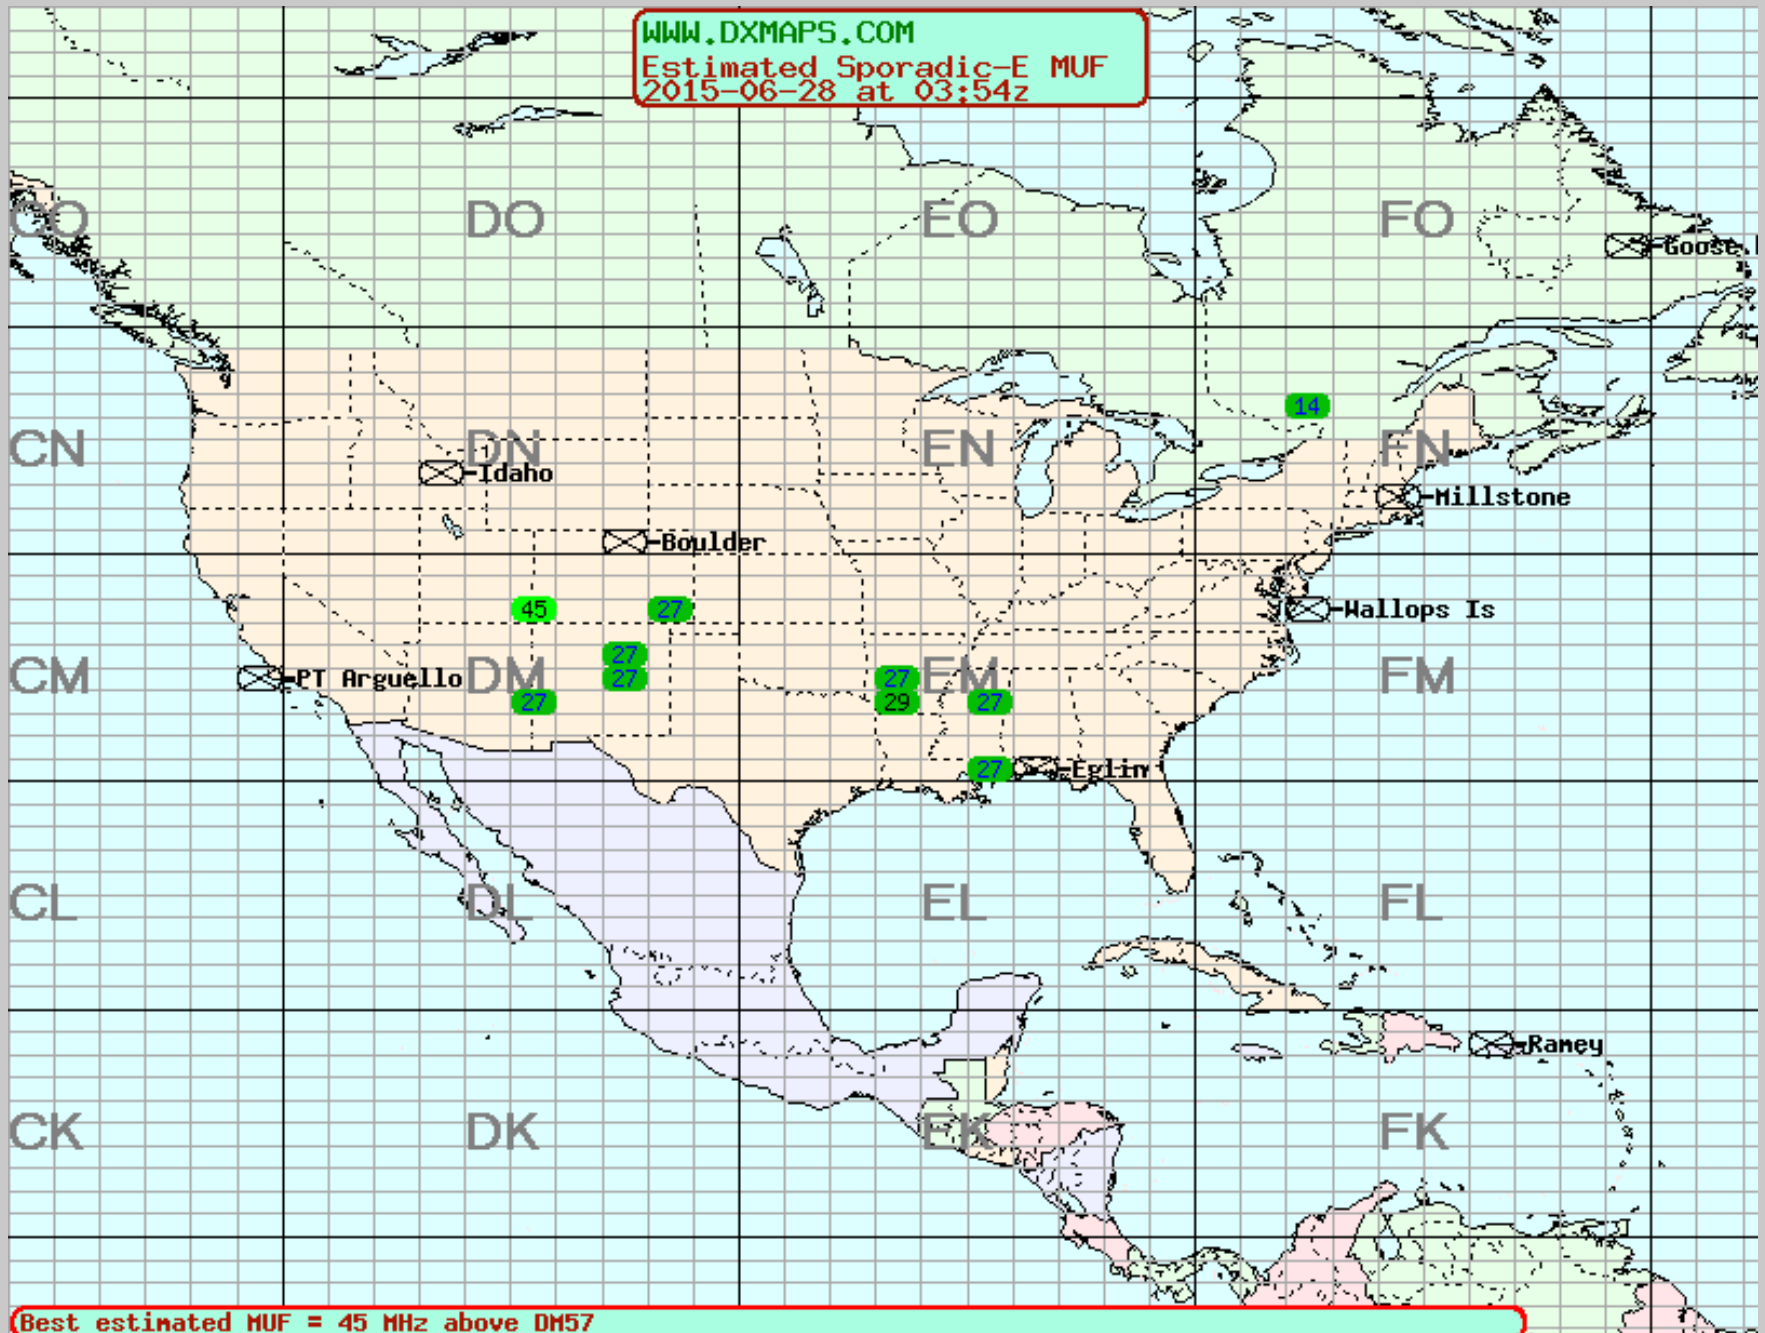 WWW.DXMAPS.COM
Estimated Sporadic-E MUF
2015-06-28 at 03:54z
CO
DO
EO
FO
Goose
14
CN
DN
EN
FN
Idaho
Millstone
Boulder
45
27
Wallops Is
27
CM
PT Arguello
DM
27
27
EM
FM
27
29
27
27
Eglin
CL
DL
EL
FL
Ramey
CK
DK
EK
FK
Best estimated MUF = 45 MHz above DM57